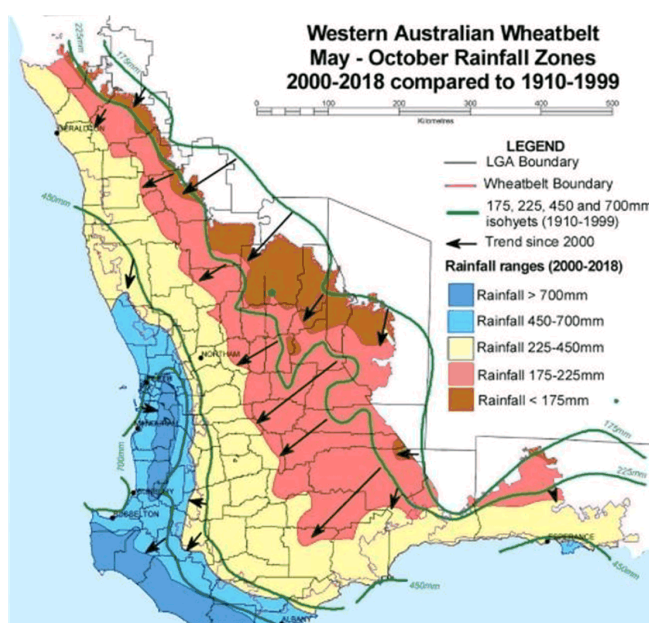 Western Australian Wheatbelt
May - October Rainfall Zones
2000-2018 compared to 1910-1999
0 100 200 300 400 500
Kilometres
LEGEND
LGA Boundary
Wheatbelt Boundary
175, 225, 450 and 700mm
isohyets (1910-1999)
Trend since 2000
Rainfall ranges (2000-2018)
Rainfall > 700mm
Rainfall 450-700mm
Rainfall 225-450mm
Rainfall 175-225mm
Rainfall < 175mm
225mm
175mm
GERALDTON
450mm
NORTHAM
PERTH
MANDURAH
700mm
BUNBURY
BUSSELTON
ALBANY
450mm
175mm
225mm
ESPERANCE
450mm